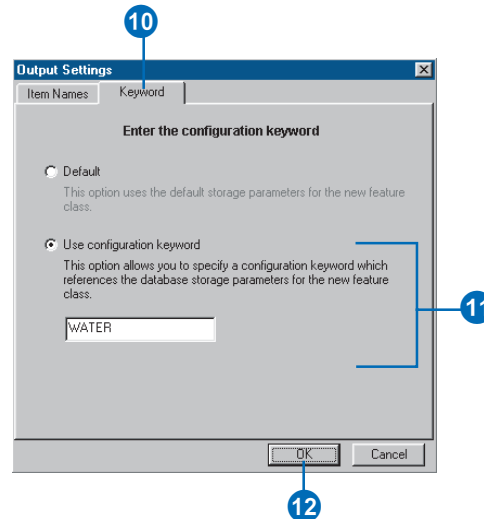 10
Output Settings
Item Names Keyword
Enter the configuration keyword
Default
This option uses the default storage parameters for the new feature
class.
Use configuration keyword
This option allows you to specify a configuration keyword which
references the database storage parameters for the new feature
class.
11
WATER
OK Cancel
12